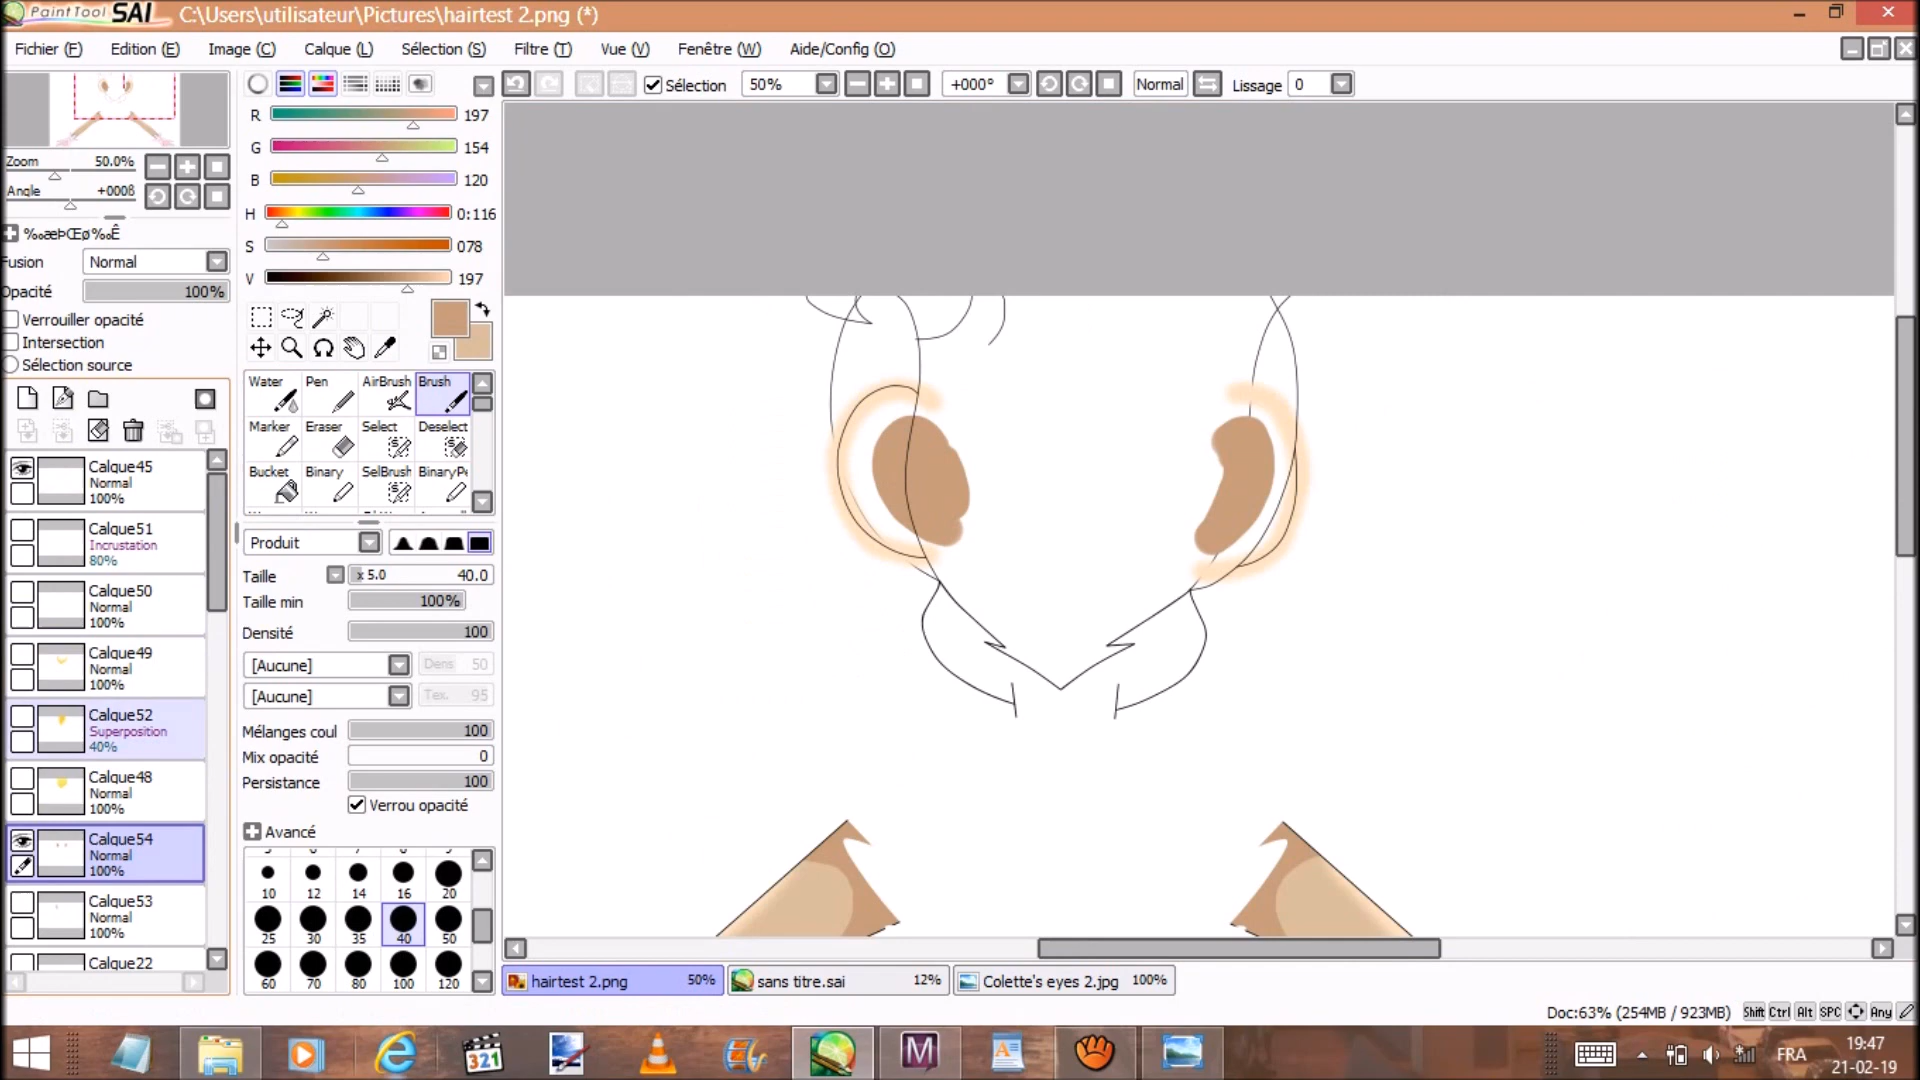 PaintTool SAI C:\Users\utilisateur\Pictures\hairtest 2.png (*)
Fichier (F) Edition (E) Image (C) Calque (L) Sélection (S) Filtre (T) Vue (V) Fenêtre (W) Aide/Config (O)
Sélection 50% +000° Normal Lissage 0
R 197
G 154
B 120
H 0:116
S 078
V 197
Zoom 50.0%
Angle +000ß
‰æÞŒø‰Ê
Fusion Normal
Opacité 100%
Verrouiller opacité
Intersection
Sélection source
Calque45
Normal
100%
Calque51
Incrustation
80%
Calque50
Normal
100%
Calque49
Normal
100%
Calque52
Superposition
40%
Calque48
Normal
100%
Calque54
Normal
100%
Calque53
Normal
100%
Calque22
Water Pen AirBrush Brush
Marker Eraser Select Deselect
Bucket Binary SelBrush BinaryPe
Produit
Taille x 5.0 40.0
Taille min 100%
Densité 100
[Aucune] Dens 50
[Aucune] Tex. 95
Mélanges coul 100
Mix opacité 0
Persistance 100
Verrou opacité
Avancé
10 12 14 16 20
25 30 35 40 50
60 70 80 100 120
hairtest 2.png 50% sans titre.sai 12% Colette's eyes 2.jpg 100%
Doc:63% (254MB / 923MB) Shift Ctrl Alt SPC Any
321
FRA
19:47
21-02-19